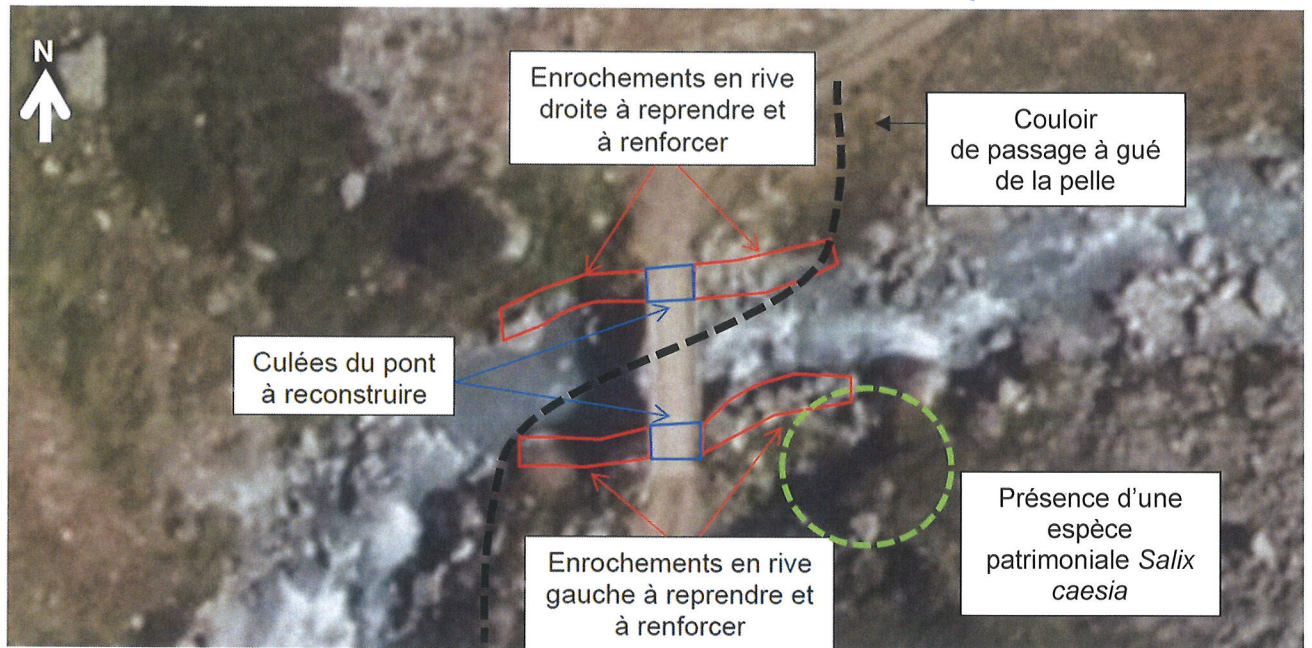 N
Enrochements en rive
droite à reprendre et
à renforcer
Couloir
de passage à gué
de la pelle
Culées du pont
à reconstruire
Présence d'une
espèce
patrimoniale Salix
caesia
Enrochements en rive
gauche à reprendre et
à renforcer